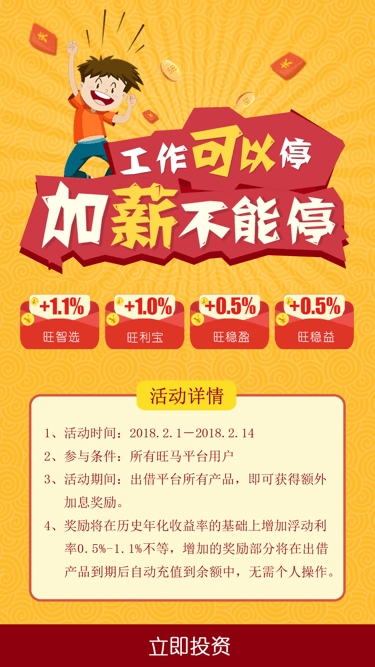 工作可以停
加薪不能停
+1.1% +1.0% +0.5% +0.5%
旺智选 旺利宝 旺稳盈 旺稳益
活动详情
1、活动时间：2018.2.1－2018.2.14
2、参与条件：所有旺马平台用户
3、活动期间：出借平台所有产品，即可获得额外
加息奖励。
4、奖励将在历史年化收益率的基础上增加浮动利
率0.5%-1.1%不等，增加的奖励部分将在出借
产品到期后自动充值到余额中，无需个人操作。
立即投资